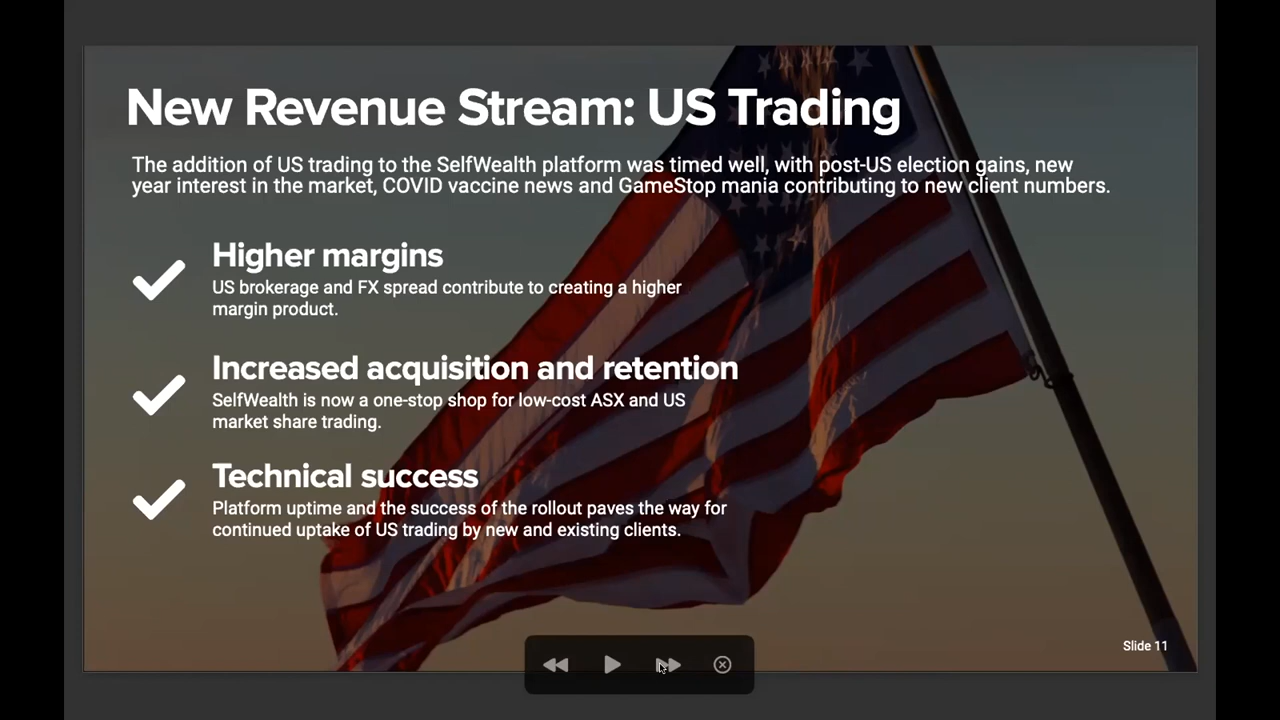 New Revenue Stream: US Trading
The addition of US trading to the SelfWealth platform was timed well, with post-US election gains, new
year interest in the market, COVID vaccine news and GameStop mania contributing to new client numbers.
Higher margins
US brokerage and FX spread contribute to creating a higher
margin product.
Increased acquisition and retention
SelfWealth is now a one-stop shop for low-cost ASX and US
market share trading.
Technical success
Platform uptime and the success of the rollout paves the way for
continued uptake of US trading by new and existing clients.
Slide 11